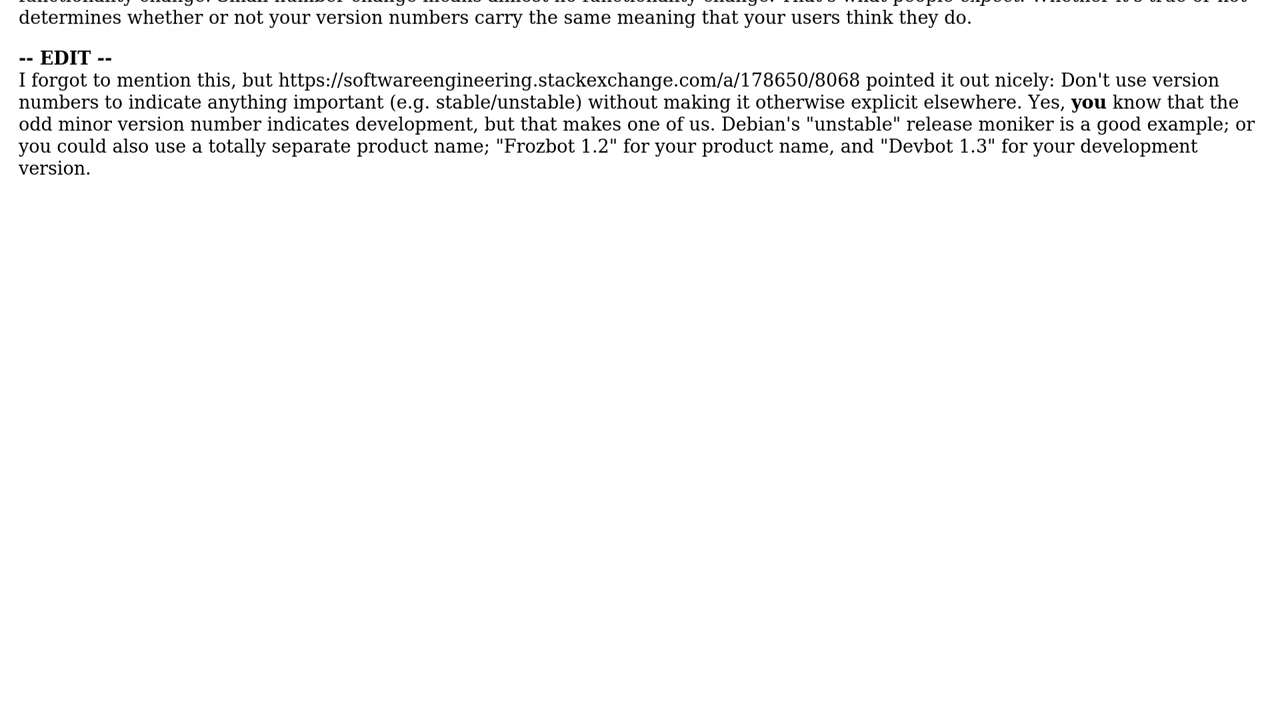 determines whether or not your version numbers carry the same meaning that your users think they do.
-- EDIT --
I forgot to mention this, but https://softwareengineering.stackexchange.com/a/178650/8068 pointed it out nicely: Don't use version
numbers to indicate anything important (e.g. stable/unstable) without making it otherwise explicit elsewhere. Yes, you know that the
odd minor version number indicates development, but that makes one of us. Debian's "unstable" release moniker is a good example; or
you could also use a totally separate product name; "Frozbot 1.2" for your product name, and "Devbot 1.3" for your development
version.